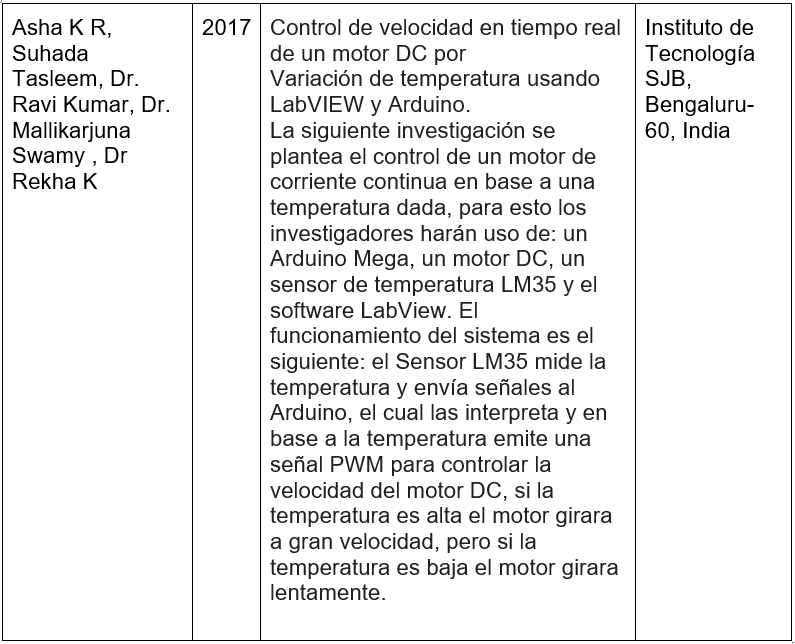 Asha K R,
Suhada
Tasleem, Dr.
Ravi Kumar, Dr.
Mallikarjuna
Swamy , Dr
Rekha K
2017
Control de velocidad en tiempo real
de un motor DC por
Variación de temperatura usando
LabVIEW y Arduino.
La siguiente investigación se
plantea el control de un motor de
corriente continua en base a una
temperatura dada, para esto los
investigadores harán uso de: un
Arduino Mega, un motor DC, un
sensor de temperatura LM35 y el
software LabView. El
funcionamiento del sistema es el
siguiente: el Sensor LM35 mide la
temperatura y envía señales al
Arduino, el cual las interpreta y en
base a la temperatura emite una
señal PWM para controlar la
velocidad del motor DC, si la
temperatura es alta el motor girara
a gran velocidad, pero si la
temperatura es baja el motor girara
lentamente.
Instituto de
Tecnología
SJB,
Bengaluru-
60, India